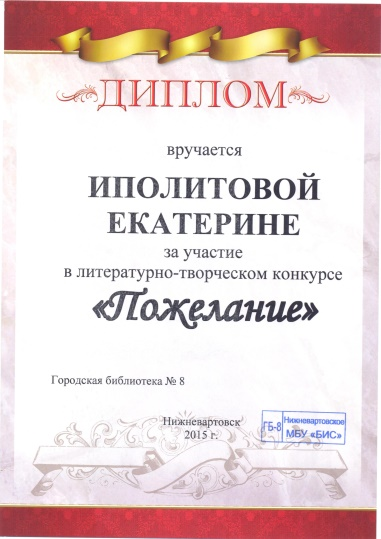 ДИПЛОМ
вручается
ИПОЛИТОВОЙ
ЕКАТЕРИНЕ
за участие
в литературно-творческом конкурсе
«Пожелание»
Городская библиотека № 8
Нижневартовск
2015 г.
ГБ-8
Нижневартовское
МБУ «БИС»